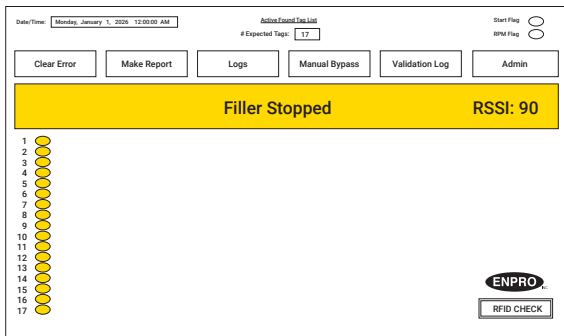 Date/Time: Monday, January 1, 2026 12:00:00 AM
Active Found Tag List
# Expected Tags: 17
Start Flag
RPM Flag
Clear Error
Make Report
Logs
Manual Bypass
Validation Log
Admin
Filler Stopped
RSSI: 90
1
2
3
4
5
6
7
8
9
10
11
12
13
14
15
16
17
ENPRO
RFID CHECK